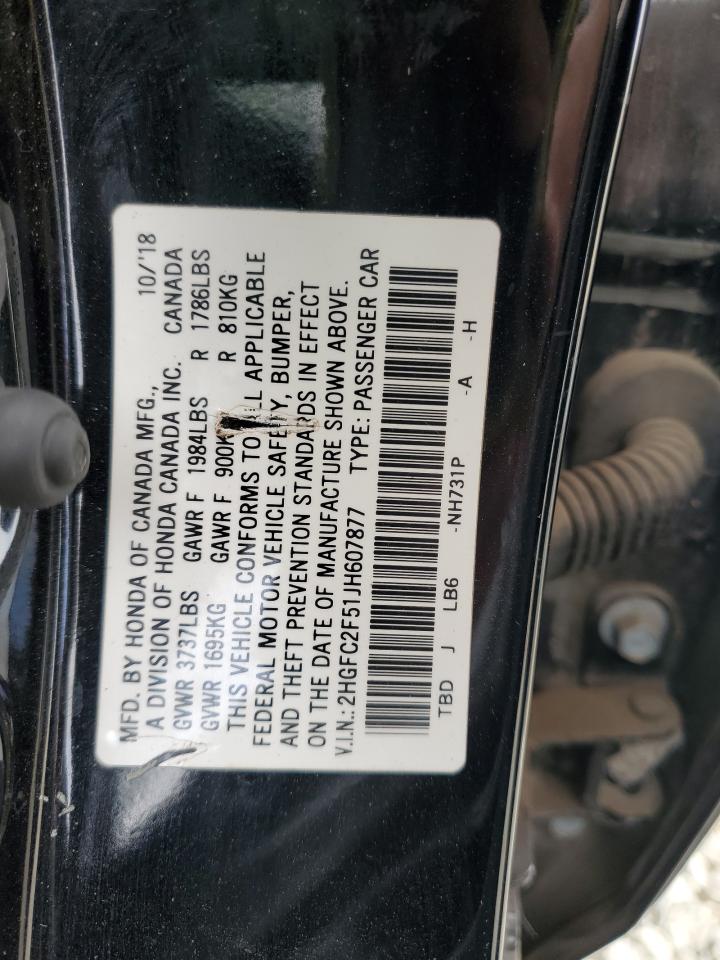 MFD. BY HONDA OF CANADA MFG., 10/'18
A DIVISION OF HONDA CANADA INC. CANADA
GVWR 3737LBS GAWR F 1984LBS R 1786LBS
GVWR 1695KG GAWR F 900K R 810KG
THIS VEHICLE CONFORMS TO LL APPLICABLE
FEDERAL MOTOR VEHICLE SAFETY, BUMPER,
AND THEFT PREVENTION STANDARDS IN EFFECT
ON THE DATE OF MANUFACTURE SHOWN ABOVE.
V.I.N.: 2HGFC2F51JH607877 TYPE: PASSENGER CAR
TBD J LB6 -NH731P -A -H